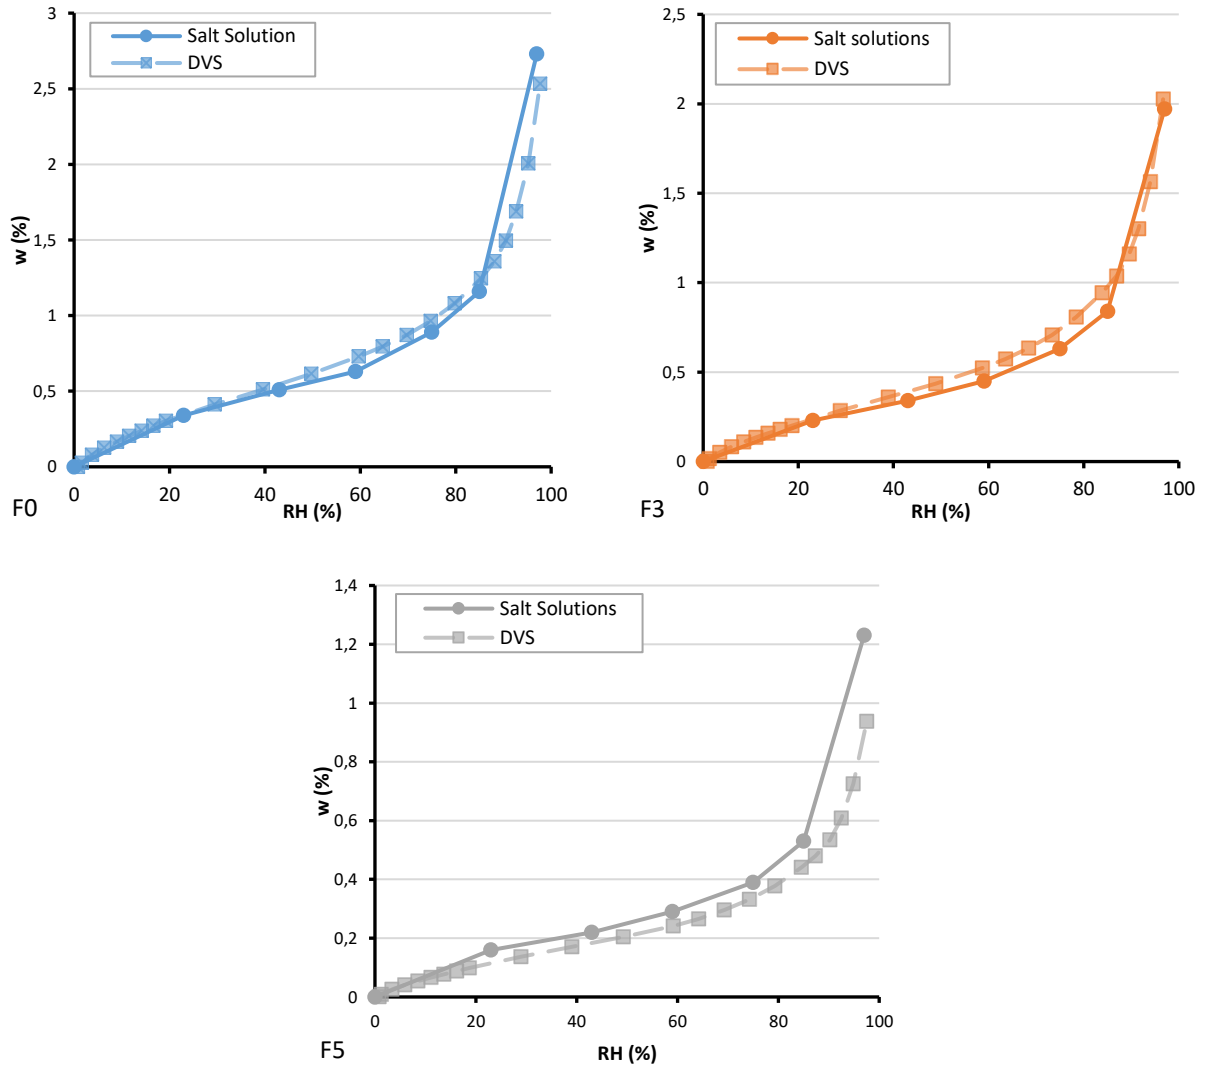 3
2,5
2
1,5
1
0,5
0
w (%)
Salt Solution
DVS
0 20 40 60 80 100
RH (%)
F0
2,5
2
1,5
1
0,5
0
w (%)
Salt solutions
DVS
0 20 40 60 80 100
RH (%)
F3
1,4
1,2
1
0,8
0,6
0,4
0,2
0
w (%)
Salt Solutions
DVS
0 20 40 60 80 100
RH (%)
F5